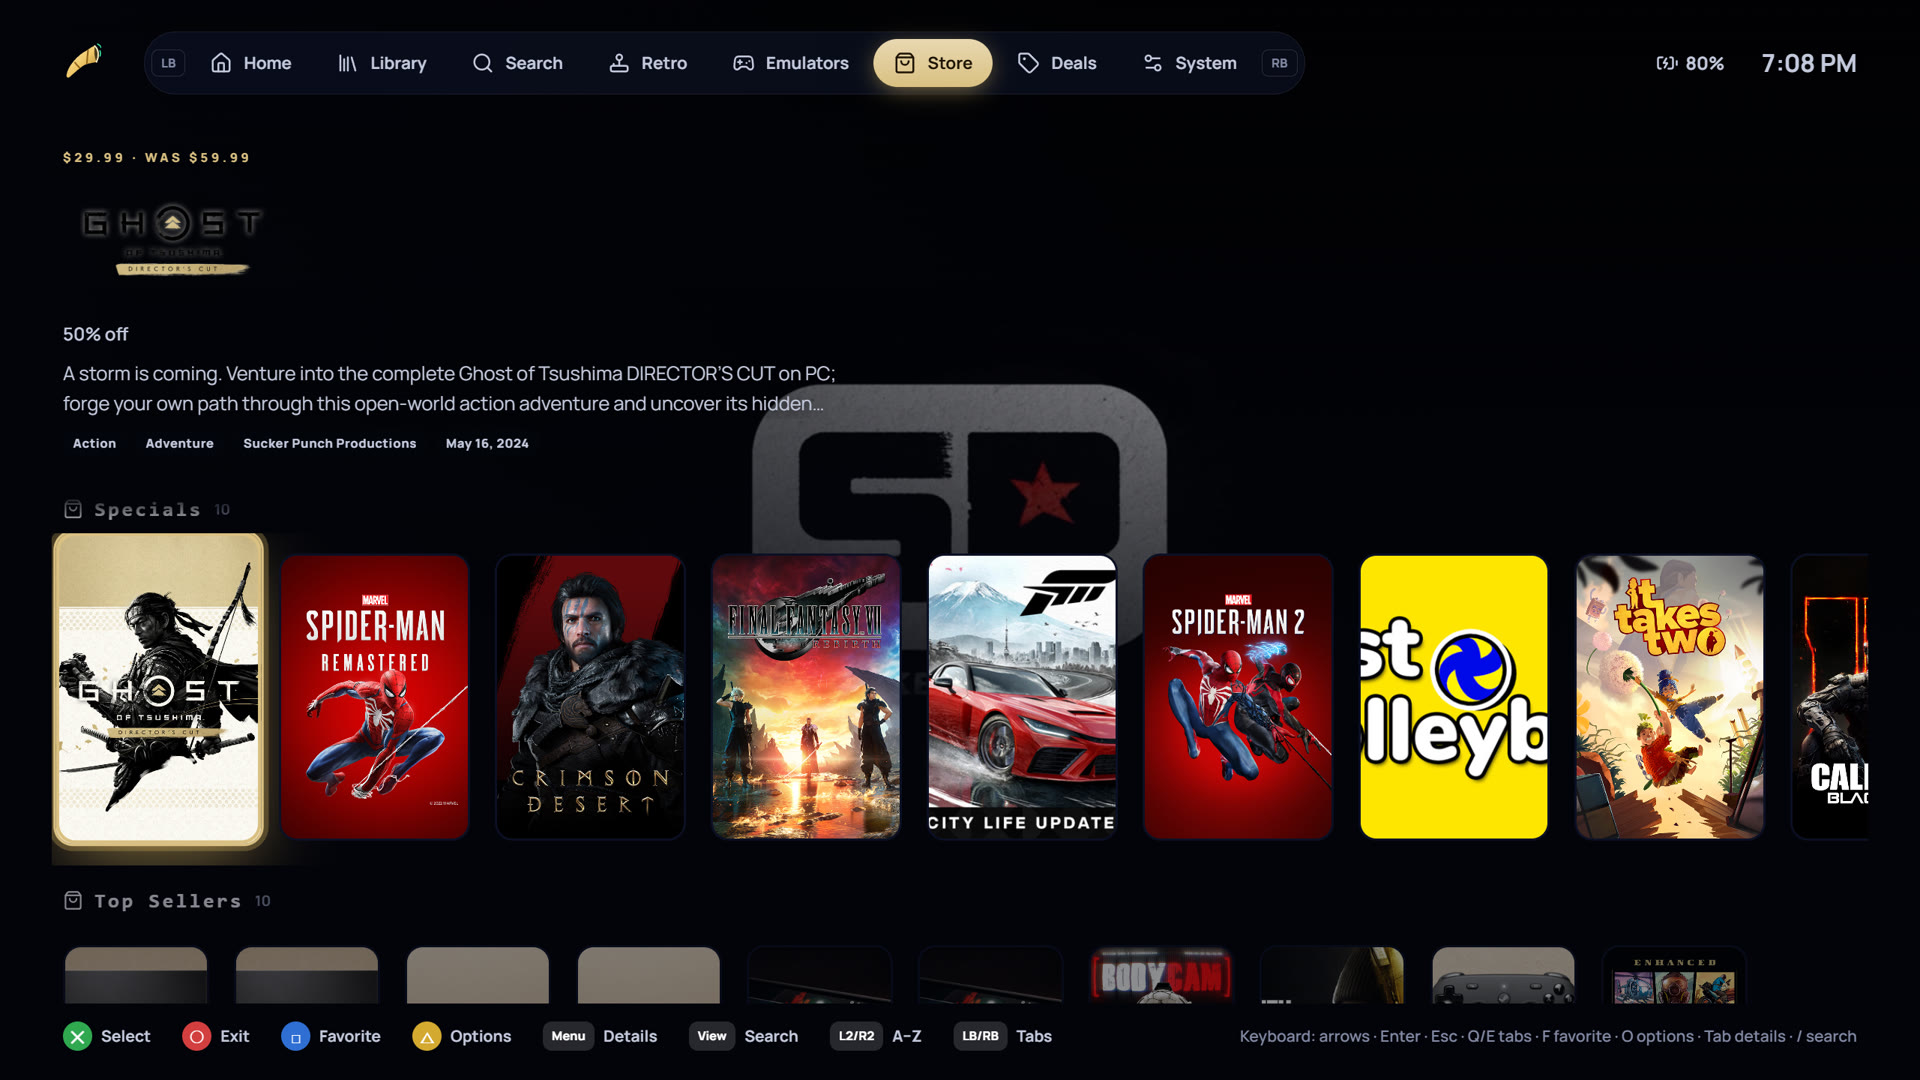 LB Home Library Search Retro Emulators Store Deals System RB 80% 7:08 PM
$29.99 · WAS $59.99
GHOST
OF TSUSHIMA
DIRECTOR'S CUT
50% off
A storm is coming. Venture into the complete Ghost of Tsushima DIRECTOR'S CUT on PC;
forge your own path through this open-world action adventure and uncover its hidden...
Action Adventure Sucker Punch Productions May 16, 2024
Specials 10
GHOST
OF TSUSHIMA
DIRECTOR'S CUT
MARVEL
SPIDER-MAN
REMASTERED
CRIMSON
DESERT
FINAL FANTASY VII
REBIRTH
CITY LIFE UPDATE
MARVEL
SPIDER-MAN 2
st
lleyb
it
takes
two
CALL
BLAC
Top Sellers 10
BODYCAM
ENHANCED
Select Exit Favorite Options Menu Details View Search L2/R2 A–Z LB/RB Tabs
Keyboard: arrows · Enter · Esc · Q/E tabs · F favorite · O options · Tab details · / search